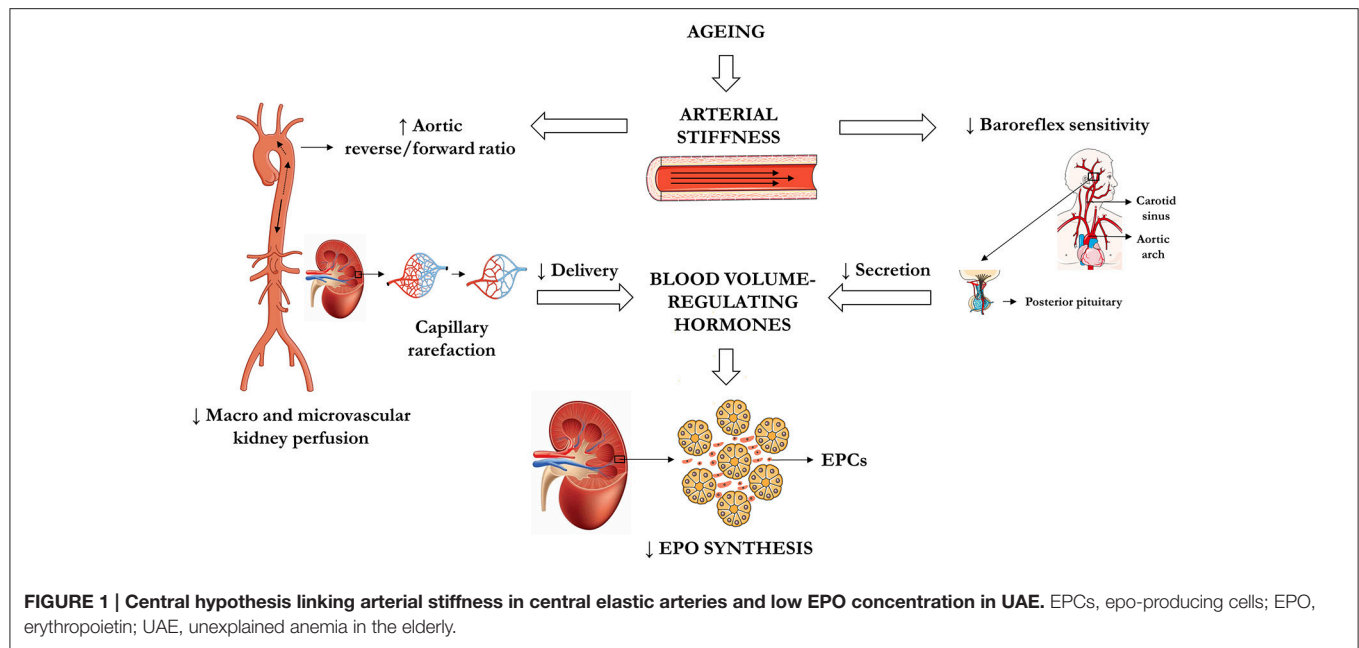 AGEING
ARTERIAL
STIFFNESS
↑ Aortic
reverse/forward ratio
↓ Baroreflex sensitivity
Carotid
sinus
Aortic
arch
Posterior pituitary
↓ Delivery
BLOOD VOLUME-
REGULATING
HORMONES
↓ Secretion
Capillary
rarefaction
↓ Macro and microvascular
kidney perfusion
EPCs
↓ EPO SYNTHESIS
FIGURE 1 | Central hypothesis linking arterial stiffness in central elastic arteries and low EPO concentration in UAE. EPCs, epo-producing cells; EPO,
erythropoietin; UAE, unexplained anemia in the elderly.